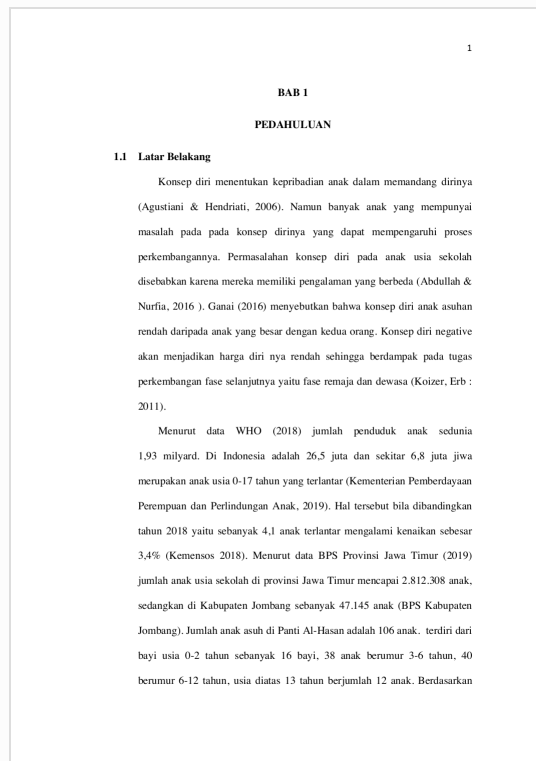 1
BAB 1
PEDAHULUAN
1.1 Latar Belakang
Konsep diri menentukan kepribadian anak dalam memandang dirinya
(Agustiani & Hendriati, 2006). Namun banyak anak yang mempunyai
masalah pada pada konsep dirinya yang dapat mempengaruhi proses
perkembangannya. Permasalahan konsep diri pada anak usia sekolah
disebabkan karena mereka memiliki pengalaman yang berbeda (Abdullah &
Nurfia, 2016 ). Ganai (2016) menyebutkan bahwa konsep diri anak asuhan
rendah daripada anak yang besar dengan kedua orang. Konsep diri negative
akan menjadikan harga diri nya rendah sehingga berdampak pada tugas
perkembangan fase selanjutnya yaitu fase remaja dan dewasa (Koizer, Erb :
2011).
Menurut data WHO (2018) jumlah penduduk anak sedunia
1,93 milyard. Di Indonesia adalah 26,5 juta dan sekitar 6,8 juta jiwa
merupakan anak usia 0-17 tahun yang terlantar (Kementerian Pemberdayaan
Perempuan dan Perlindungan Anak, 2019). Hal tersebut bila dibandingkan
tahun 2018 yaitu sebanyak 4,1 anak terlantar mengalami kenaikan sebesar
3,4% (Kemensos 2018). Menurut data BPS Provinsi Jawa Timur (2019)
jumlah anak usia sekolah di provinsi Jawa Timur mencapai 2.812.308 anak,
sedangkan di Kabupaten Jombang sebanyak 47.145 anak (BPS Kabupaten
Jombang). Jumlah anak asuh di Panti Al-Hasan adalah 106 anak. terdiri dari
bayi usia 0-2 tahun sebanyak 16 bayi, 38 anak berumur 3-6 tahun, 40
berumur 6-12 tahun, usia diatas 13 tahun berjumlah 12 anak. Berdasarkan